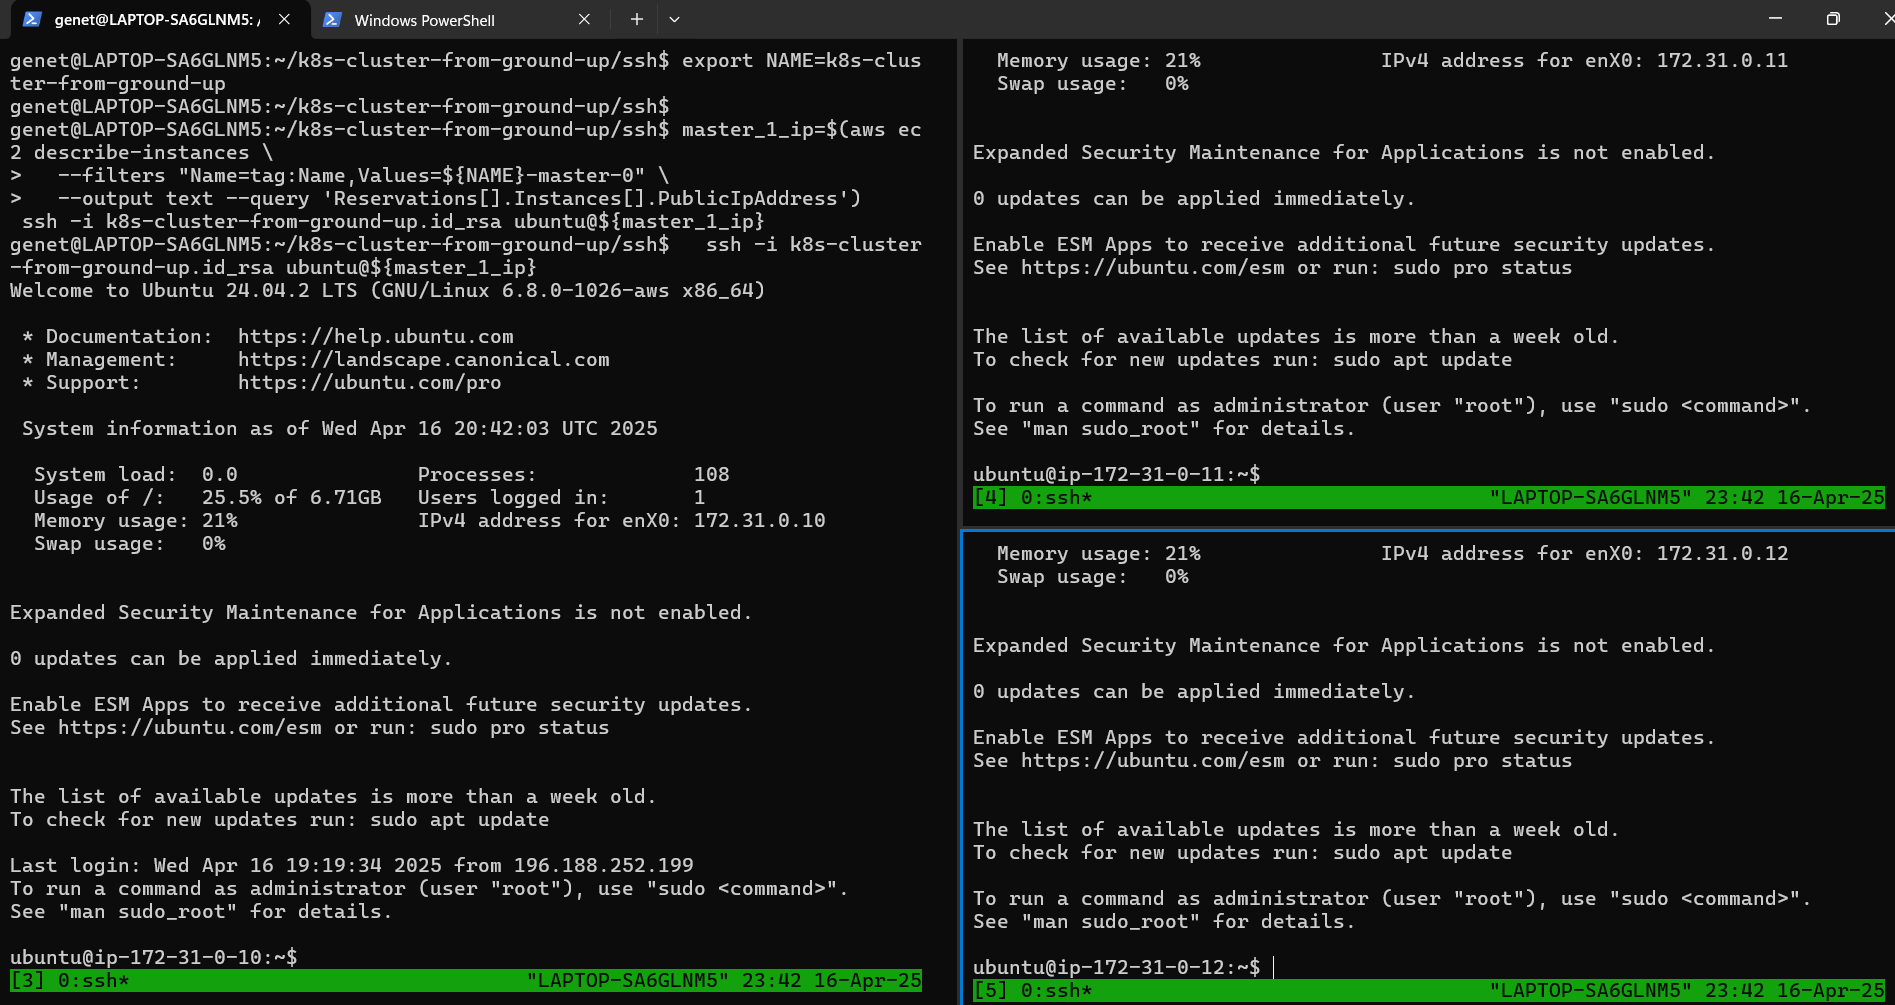 genet@LAPTOP-SA6GLNM5: /
Windows PowerShell
genet@LAPTOP-SA6GLNM5:~/k8s-cluster-from-ground-up/ssh$ export NAME=k8s-clus
ter-from-ground-up
genet@LAPTOP-SA6GLNM5:~/k8s-cluster-from-ground-up/ssh$
genet@LAPTOP-SA6GLNM5:~/k8s-cluster-from-ground-up/ssh$ master_1_ip=$(aws ec
2 describe-instances \
>   --filters "Name=tag:Name,Values=${NAME}-master-0" \
>   --output text --query 'Reservations[].Instances[].PublicIpAddress')
 ssh -i k8s-cluster-from-ground-up.id_rsa ubuntu@${master_1_ip}
genet@LAPTOP-SA6GLNM5:~/k8s-cluster-from-ground-up/ssh$   ssh -i k8s-cluster
-from-ground-up.id_rsa ubuntu@${master_1_ip}
Welcome to Ubuntu 24.04.2 LTS (GNU/Linux 6.8.0-1026-aws x86_64)
 * Documentation:  https://help.ubuntu.com
 * Management:     https://landscape.canonical.com
 * Support:        https://ubuntu.com/pro
 System information as of Wed Apr 16 20:42:03 UTC 2025
  System load:  0.0               Processes:             108
  Usage of /:   25.5% of 6.71GB   Users logged in:       1
  Memory usage: 21%               IPv4 address for enX0: 172.31.0.10
  Swap usage:   0%
Expanded Security Maintenance for Applications is not enabled.
0 updates can be applied immediately.
Enable ESM Apps to receive additional future security updates.
See https://ubuntu.com/esm or run: sudo pro status
The list of available updates is more than a week old.
To check for new updates run: sudo apt update
Last login: Wed Apr 16 19:19:34 2025 from 196.188.252.199
To run a command as administrator (user "root"), use "sudo <command>".
See "man sudo_root" for details.
ubuntu@ip-172-31-0-10:~$
[3] 0:ssh* "LAPTOP-SA6GLNM5" 23:42 16-Apr-25
  Memory usage: 21%               IPv4 address for enX0: 172.31.0.11
  Swap usage:   0%
Expanded Security Maintenance for Applications is not enabled.
0 updates can be applied immediately.
Enable ESM Apps to receive additional future security updates.
See https://ubuntu.com/esm or run: sudo pro status
The list of available updates is more than a week old.
To check for new updates run: sudo apt update
To run a command as administrator (user "root"), use "sudo <command>".
See "man sudo_root" for details.
ubuntu@ip-172-31-0-11:~$
[4] 0:ssh* "LAPTOP-SA6GLNM5" 23:42 16-Apr-25
  Memory usage: 21%               IPv4 address for enX0: 172.31.0.12
  Swap usage:   0%
Expanded Security Maintenance for Applications is not enabled.
0 updates can be applied immediately.
Enable ESM Apps to receive additional future security updates.
See https://ubuntu.com/esm or run: sudo pro status
The list of available updates is more than a week old.
To check for new updates run: sudo apt update
To run a command as administrator (user "root"), use "sudo <command>".
See "man sudo_root" for details.
ubuntu@ip-172-31-0-12:~$
[5] 0:ssh* "LAPTOP-SA6GLNM5" 23:42 16-Apr-25